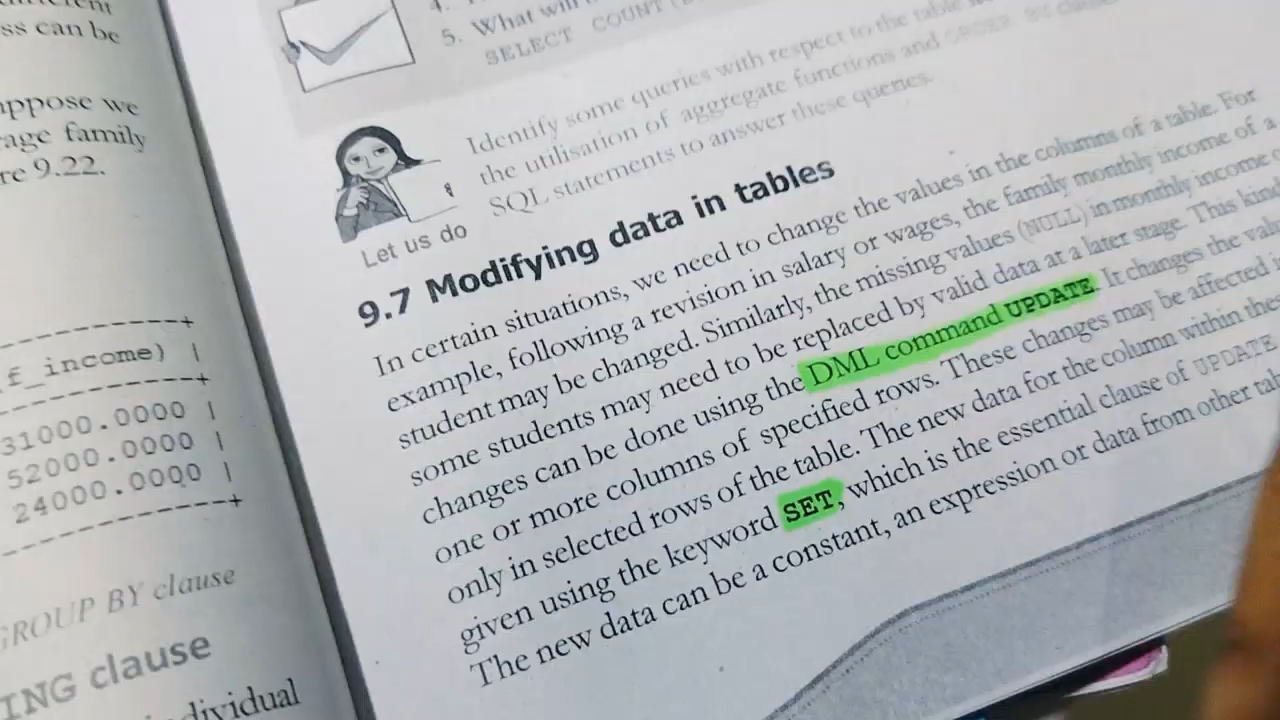 ss can be
ppose we
rage family
re 9.22.
f_income) |
31000.0000 |
52000.0000 |
24000.0000 |
GROUP BY clause
ING clause
individual
5. What will
SELECT COUNT(
Identify some queries with respect to the table
the utilisation of aggregate functions and ORDER BY
SQL statements to answer these queries.
Let us do
9.7 Modifying data in tables
In certain situations, we need to change the values in the columns of a table. For
example, following a revision in salary or wages, the family monthly income of a
student may be changed. Similarly, the missing values (NULL) in monthly income
some students may need to be replaced by valid data at a later stage. This kind
changes can be done using the DML command UPDATE. It changes the
one or more columns of specified rows. These changes may be affected
only in selected rows of the table. The new data for the column within
given using the keyword SET, which is the essential clause of UPDATE
The new data can be a constant, an expression or data from other